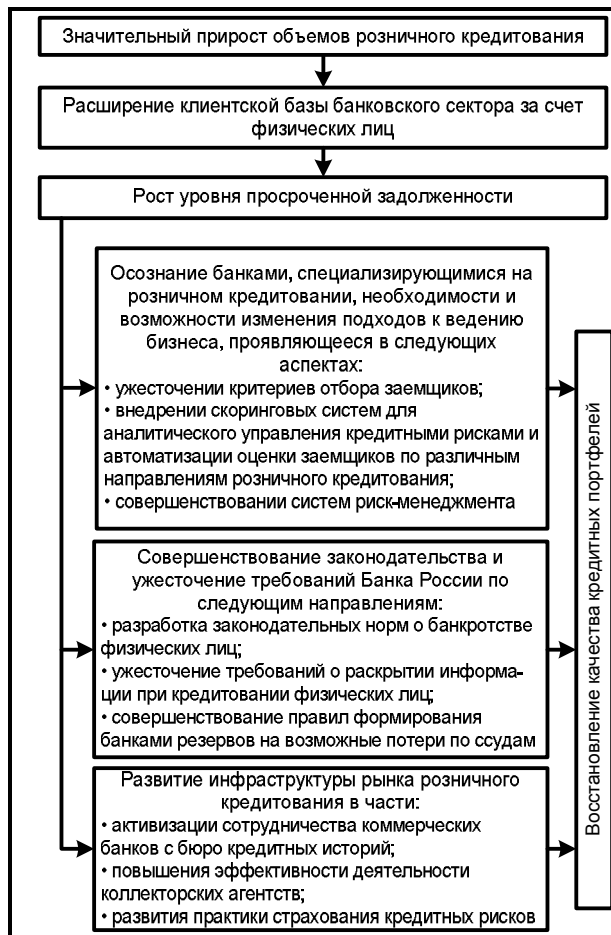 Значительный прирост объемов розничного кредитования
Расширение клиентской базы банковского сектора за счет
физических лиц
Рост уровня просроченной задолженности
Осознание банками, специализирующимися на
розничном кредитовании, необходимости и
возможности изменения подходов к ведению
бизнеса, проявляющееся в следующих
аспектах:
• ужесточении критериев отбора заемщиков;
• внедрении скоринговых систем для
аналитического управления кредитными рисками и
автоматизации оценки заемщиков по различным
направлениям розничного кредитования;
• совершенствовании систем риск-менеджмента
Совершенствование законодательства и
ужесточение требований Банка России по
следующим направлениям:
• разработка законодательных норм о банкротстве
физических лиц;
• ужесточение требований о раскрытии информа-
ции при кредитовании физических лиц;
• совершенствование правил формирования
банками резервов на возможные потери по ссудам
Развитие инфраструктуры рынка розничного
кредитования в части:
• активизации сотрудничества коммерческих
банков с бюро кредитных историй;
• повышения эффективности деятельности
коллекторских агентств;
• развития практики страхования кредитных рисков
Восстановление качества кредитных портфелей